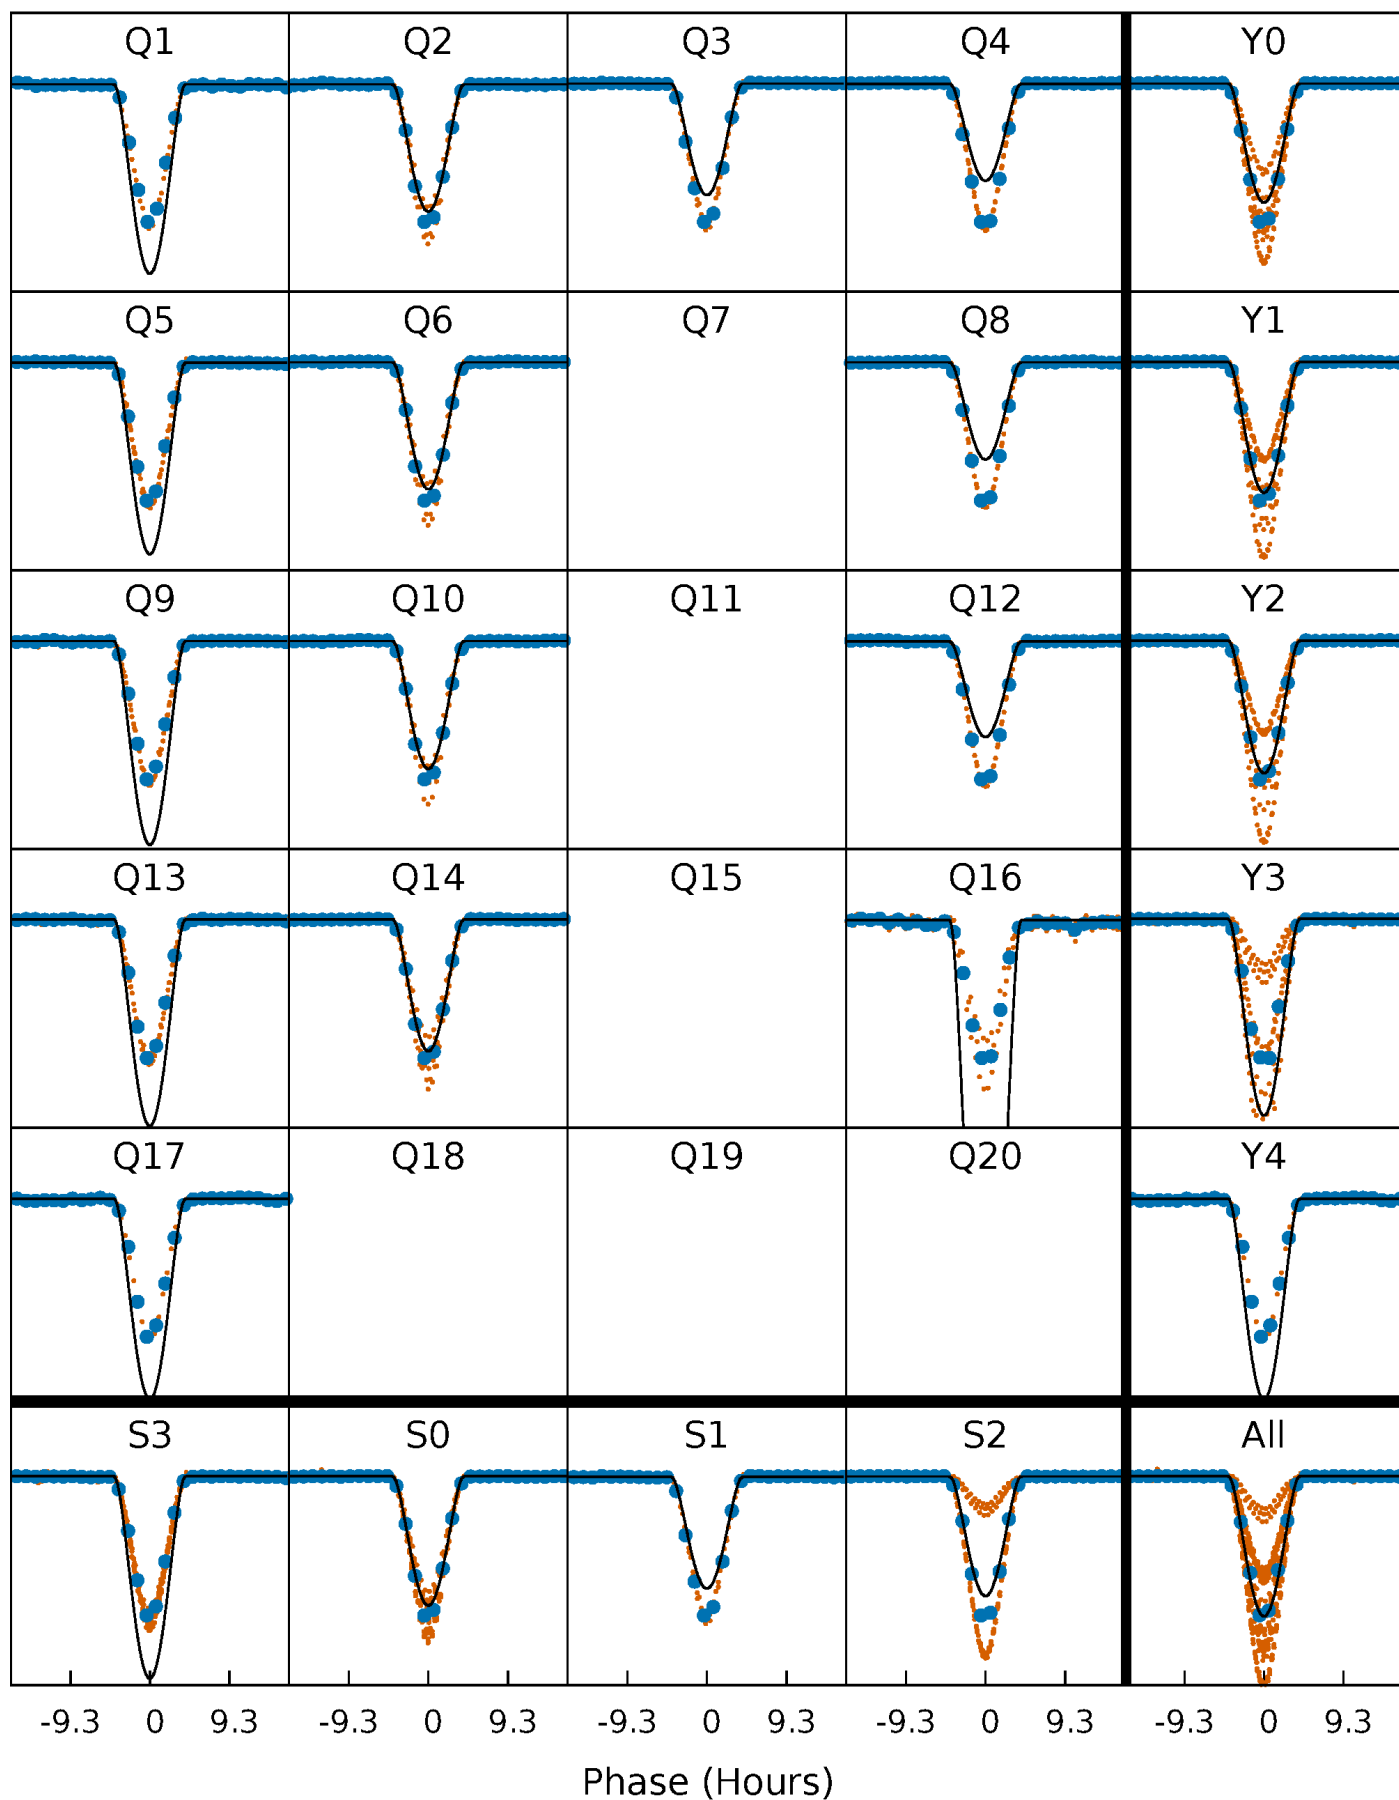 Q1 Q2 Q3 Q4 Y0
Q5 Q6 Q7 Q8 Y1
Q9 Q10 Q11 Q12 Y2
Q13 Q14 Q15 Q16 Y3
Q17 Q18 Q19 Q20 Y4
S3 S0 S1 S2 All
-9.3 0 9.3 -9.3 0 9.3 -9.3 0 9.3 -9.3 0 9.3 -9.3 0 9.3
Phase (Hours)